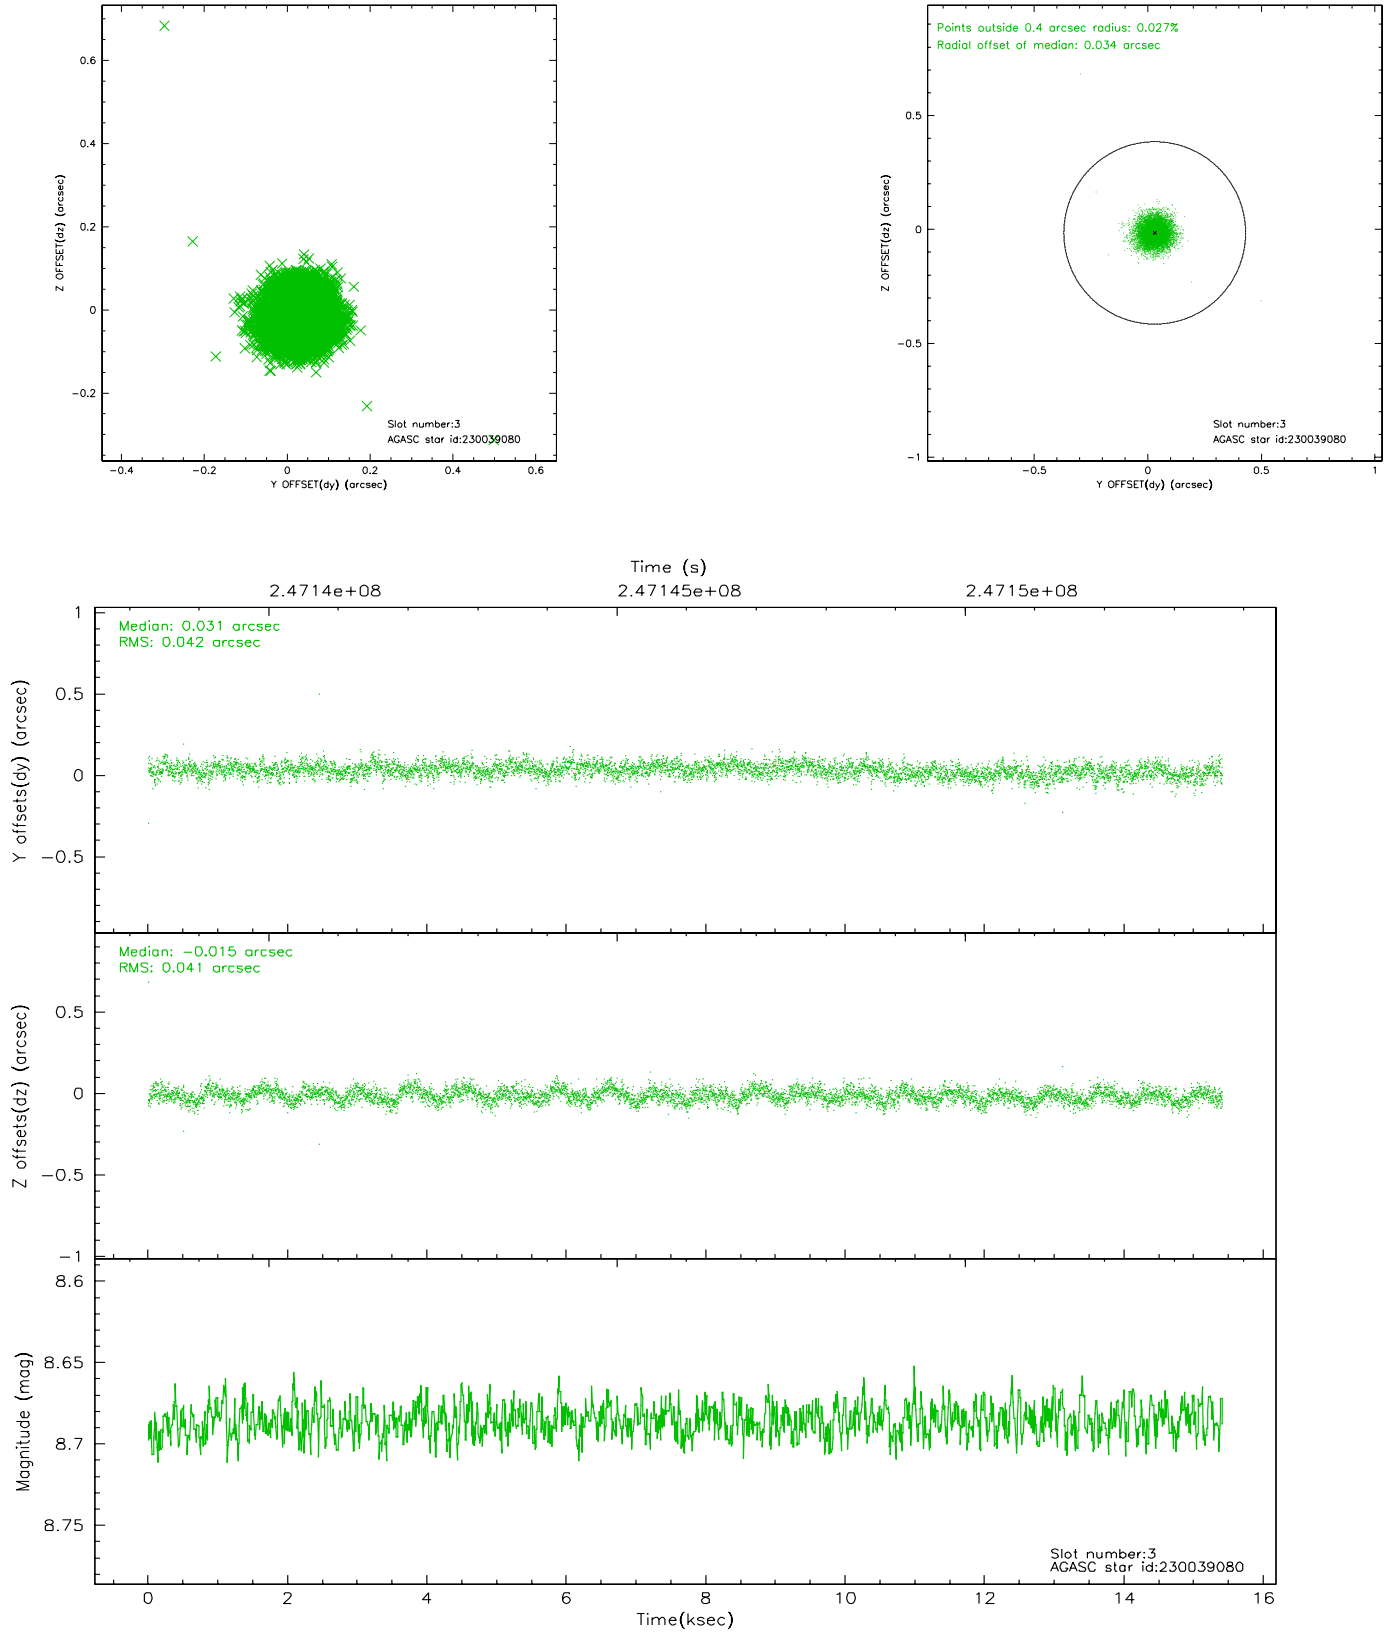 0.6
0.4
0.2
0
−0.2
Z OFFSET(dz) (arcsec)
Slot number:3
AGASC star id:230039080
−0.4 −0.2 0 0.2 0.4 0.6
Y OFFSET(dy) (arcsec)
Points outside 0.4 arcsec radius: 0.027%
Radial offset of median: 0.034 arcsec
0.5
0
−0.5
−1
Z OFFSET(dz) (arcsec)
Slot number:3
AGASC star id:230039080
−0.5 0 0.5 1
Y OFFSET(dy) (arcsec)
Time (s)
2.4714e+08 2.47145e+08 2.4715e+08
Median: 0.031 arcsec
RMS: 0.042 arcsec
1
0.5
0
−0.5
Y offsets(dy) (arcsec)
Median: −0.015 arcsec
RMS: 0.041 arcsec
0.5
0
−0.5
−1
Z offsets(dz) (arcsec)
8.6
8.65
8.7
8.75
Magnitude (mag)
Slot number:3
AGASC star id:230039080
0 2 4 6 8 10 12 14 16
Time(ksec)